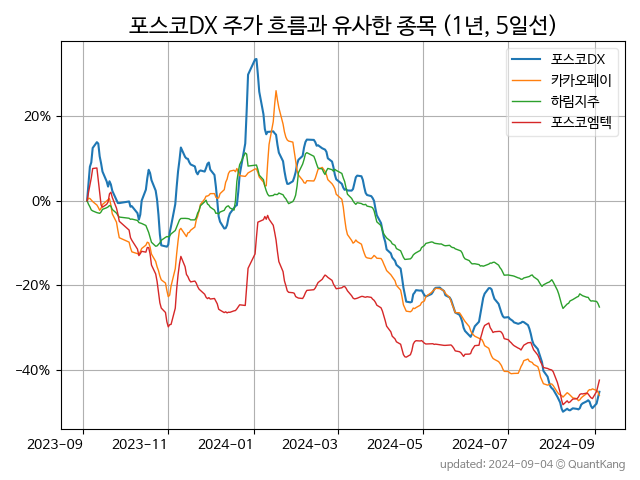 포스코DX 주가 흐름과 유사한 종목 (1년, 5일선)
포스코DX
카카오페이
하림지주
포스코엠텍
20%
0%
−20%
−40%
2023-09 2023-11 2024-01 2024-03 2024-05 2024-07 2024-09
updated: 2024-09-04 @ QuantKang